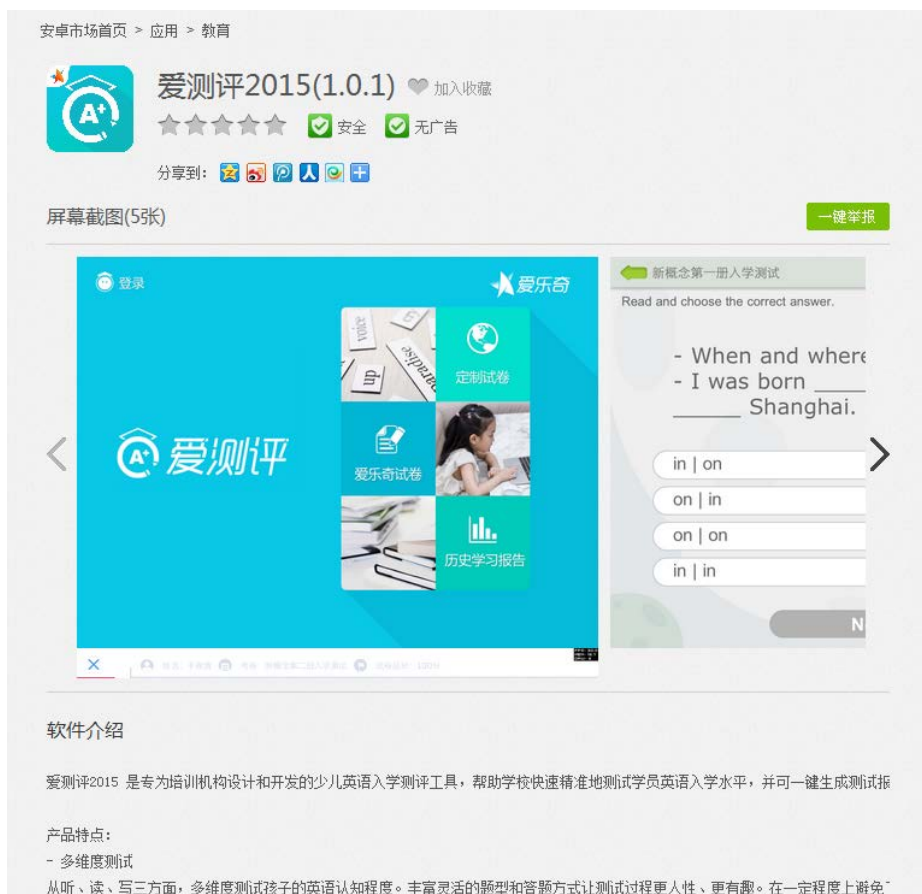 安卓市场首页 > 应用 > 教育
爱测评2015(1.0.1) 加入收藏
安全 无广告
分享到:
屏幕截图(5张)
一键举报
登录
爱乐奇
voice
paradise
up
定制试卷
A+ 爱测评
爱乐奇试卷
历史学习报告
新概念第一册入学测试
Read and choose the correct answer.
- When and where
- I was born _____
______ Shanghai.
in | on
on | in
on | on
in | in
N
软件介绍
爱测评2015 是专为培训机构设计和开发的少儿英语入学测评工具，帮助学校快速精准地测试学员英语入学水平，并可一键生成测试报
产品特点:
- 多维度测试
从听、读、写三方面，多维度测试孩子的英语认知程度。丰富灵活的题型和答题方式让测试过程更人性、更有趣。在一定程度上避免